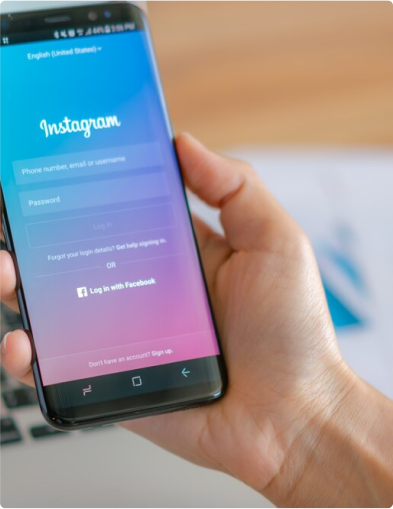 English (United States)
Instagram
Phone number, email or username
Password
Log In
Forgot your login details? Get help signing in.
OR
Log in with Facebook
Don't have an account? Sign up.